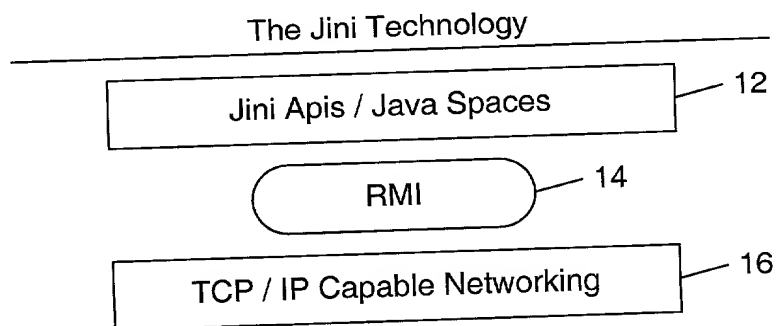 The Jini Technology
Jini Apis / Java Spaces
12
RMI
14
TCP / IP Capable Networking
16